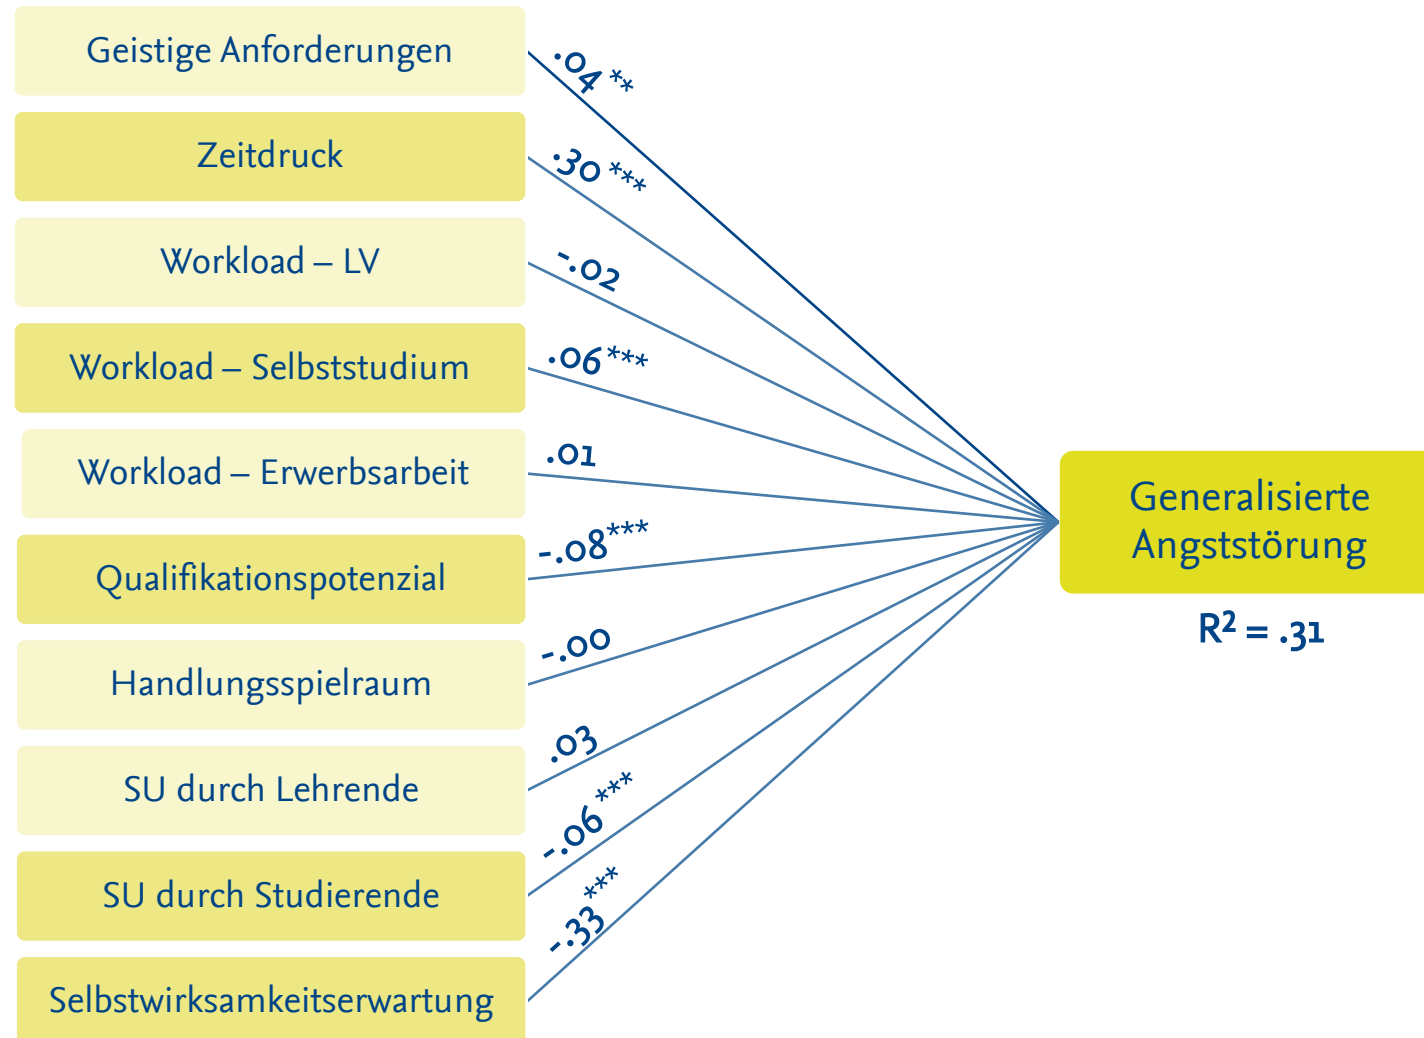 Geistige Anforderungen
.04 **
Zeitdruck
.30 ***
Workload – LV
-.02
Workload – Selbststudium
.06***
Workload – Erwerbsarbeit
.01
Qualifikationspotenzial
-.08***
Handlungsspielraum
-.00
SU durch Lehrende
.03
SU durch Studierende
-.06 ***
Selbstwirksamkeitserwartung
-.33 ***
Generalisierte
Angststörung
R² = .31